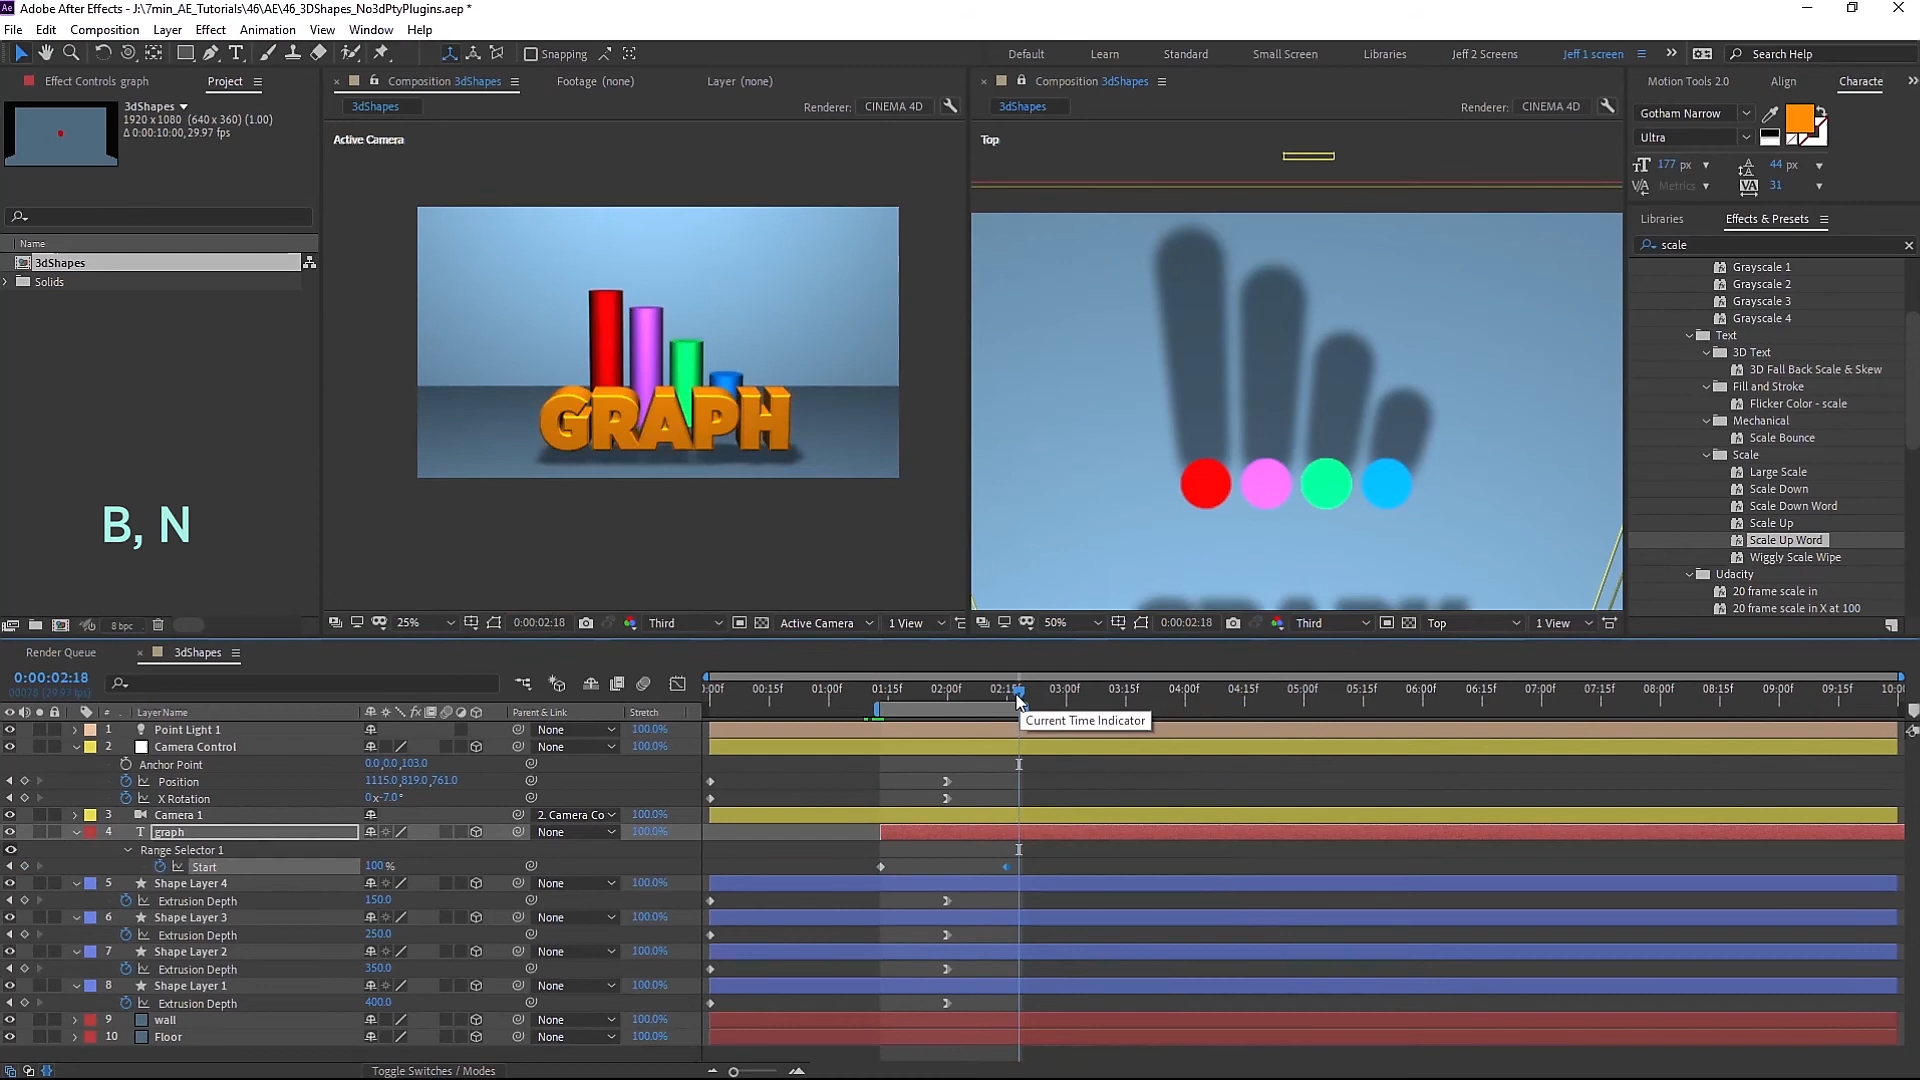 Ae Adobe After Effects - J:\7min_AE_Tutorials\46\AE\46_3DShapes_No3dPtyPlugins.aep *
File Edit Composition Layer Effect Animation View Window Help
Snapping Default Learn Standard Small Screen Libraries Jeff 2 Screens Jeff 1 screen Search Help
Effect Controls graph Project Composition 3dShapes Footage (none) Layer (none) Composition 3dShapes Motion Tools 2.0 Align Characte
3dShapes
1920 x1080 (640 x360) (1.00)
Δ 0:00:10:00, 29.97 fps
3dShapes Renderer: CINEMA 4D
3dShapes Renderer: CINEMA 4D
Gotham Narrow
Ultra
177 px 44 px
Metrics 31
Active Camera
Top
Name
3dShapes
Solids
B, N
GRAPH
Libraries Effects & Presets
scale
Grayscale 1
Grayscale 2
Grayscale 3
Grayscale 4
Text
3D Text
3D Fall Back Scale & Skew
Fill and Stroke
Flicker Color - scale
Mechanical
Scale Bounce
Scale
Large Scale
Scale Down
Scale Down Word
Scale Up
Scale Up Word
Wiggly Scale Wipe
Udacity
20 frame scale in
20 frame scale in X at 100
8 bpc 25% 0:00:02:18 Third Active Camera 1 View 50% 0:00:02:18 Third Top 1 View
Render Queue 3dShapes
0:00:02:18
00078 (29.97 fps)
:00f 00:15f 01:00f 01:15f 02:00f 02:15f 03:00f 03:15f 04:00f 04:15f 05:00f 05:15f 06:00f 06:15f 07:00f 07:15f 08:00f 08:15f 09:00f 09:15f 10:0
# Layer Name fx Parent & Link Stretch
Current Time Indicator
1 Point Light 1 None 100.0%
2 Camera Control None 100.0%
Anchor Point 0.0,0.0,103.0
Position 1115.0,819.0,761.0
X Rotation 0x-7.0°
3 Camera 1 2. Camera Co 100.0%
4 T graph None 100.0%
Range Selector 1
Start 100 %
5 Shape Layer 4 None 100.0%
Extrusion Depth 150.0
6 Shape Layer 3 None 100.0%
Extrusion Depth 250.0
7 Shape Layer 2 None 100.0%
Extrusion Depth 350.0
8 Shape Layer 1 None 100.0%
Extrusion Depth 400.0
9 wall None 100.0%
10 Floor None 100.0%
Toggle Switches / Modes